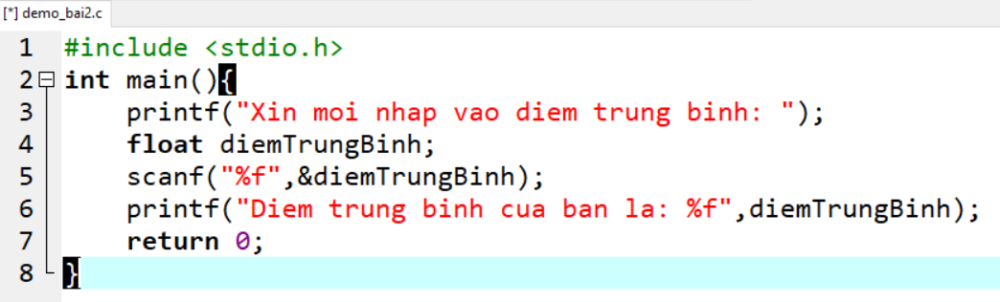 [*] demo_bai2.c
1 #include <stdio.h>
2 int main(){
3 printf("Xin moi nhap vao diem trung binh: ");
4 float diemTrungBinh;
5 scanf("%f",&diemTrungBinh);
6 printf("Diem trung binh cua ban la: %f",diemTrungBinh);
7 return 0;
8 }